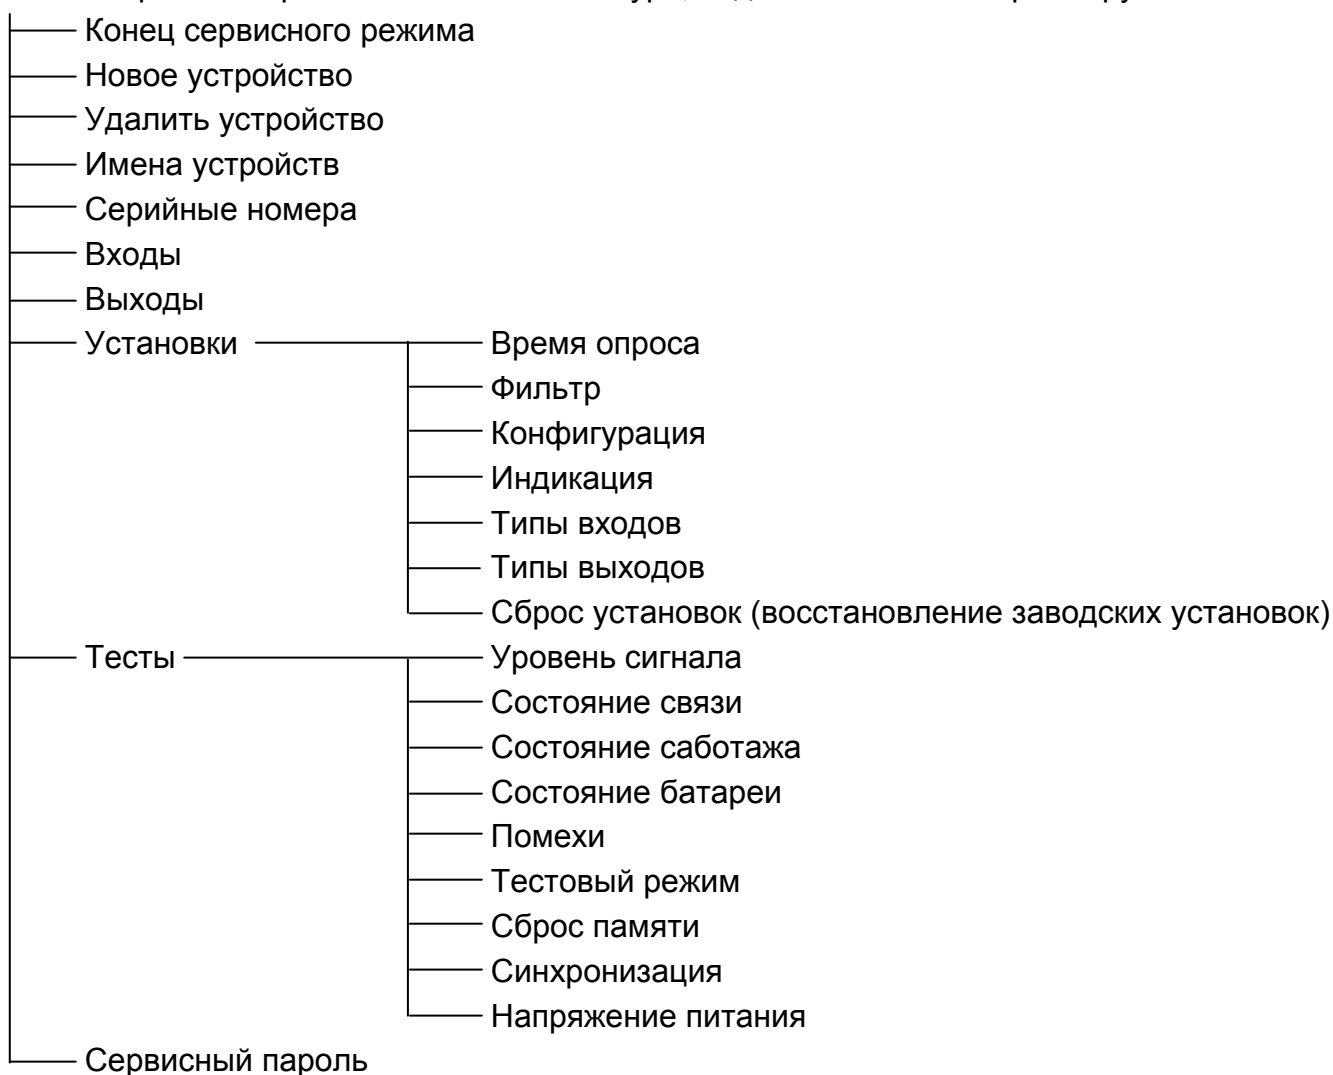 Конец сервисного режима
Новое устройство
Удалить устройство
Имена устройств
Серийные номера
Входы
Выходы
Установки
Время опроса
Фильтр
Конфигурация
Индикация
Типы входов
Типы выходов
Сброс установок (восстановление заводских установок)
Тесты
Уровень сигнала
Состояние связи
Состояние саботажа
Состояние батареи
Помехи
Тестовый режим
Сброс памяти
Синхронизация
Напряжение питания
Сервисный пароль